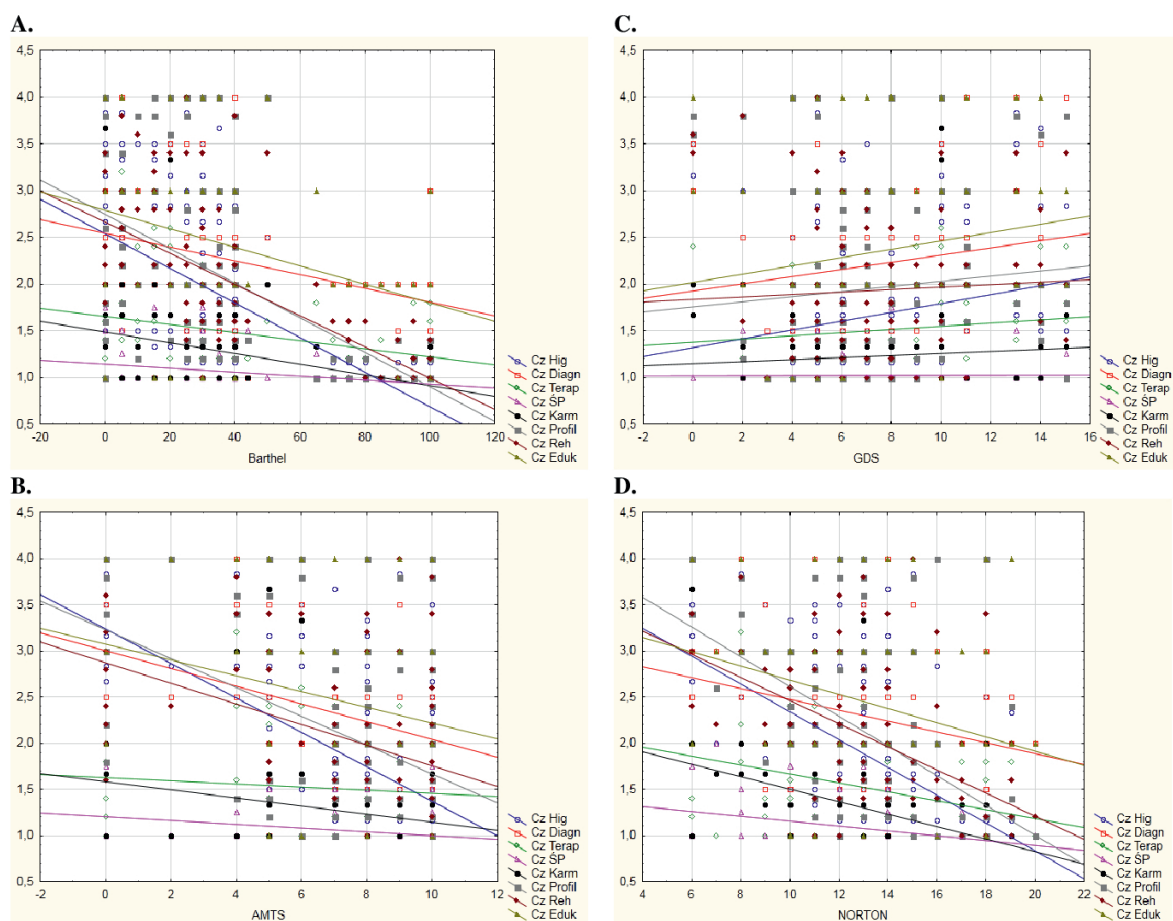 A.
4,5
4,0
3,5
3,0
2,5
2,0
1,5
1,0
0,5
-20 0 20 40 60 80 100 120
Barthel
Cz Hig
Cz Diagn
Cz Terap
Cz ŚP
Cz Karm
Cz Profil
Cz Reh
Cz Eduk
B.
4,5
4,0
3,5
3,0
2,5
2,0
1,5
1,0
0,5
-2 0 2 4 6 8 10 12
AMTS
Cz Hig
Cz Diagn
Cz Terap
Cz ŚP
Cz Karm
Cz Profil
Cz Reh
Cz Eduk
C.
4,5
4,0
3,5
3,0
2,5
2,0
1,5
1,0
0,5
-2 0 2 4 6 8 10 12 14 16
GDS
Cz Hig
Cz Diagn
Cz Terap
Cz ŚP
Cz Karm
Cz Profil
Cz Reh
Cz Eduk
D.
4,5
4,0
3,5
3,0
2,5
2,0
1,5
1,0
0,5
4 6 8 10 12 14 16 18 20 22
NORTON
Cz Hig
Cz Diagn
Cz Terap
Cz ŚP
Cz Karm
Cz Profil
Cz Reh
Cz Eduk